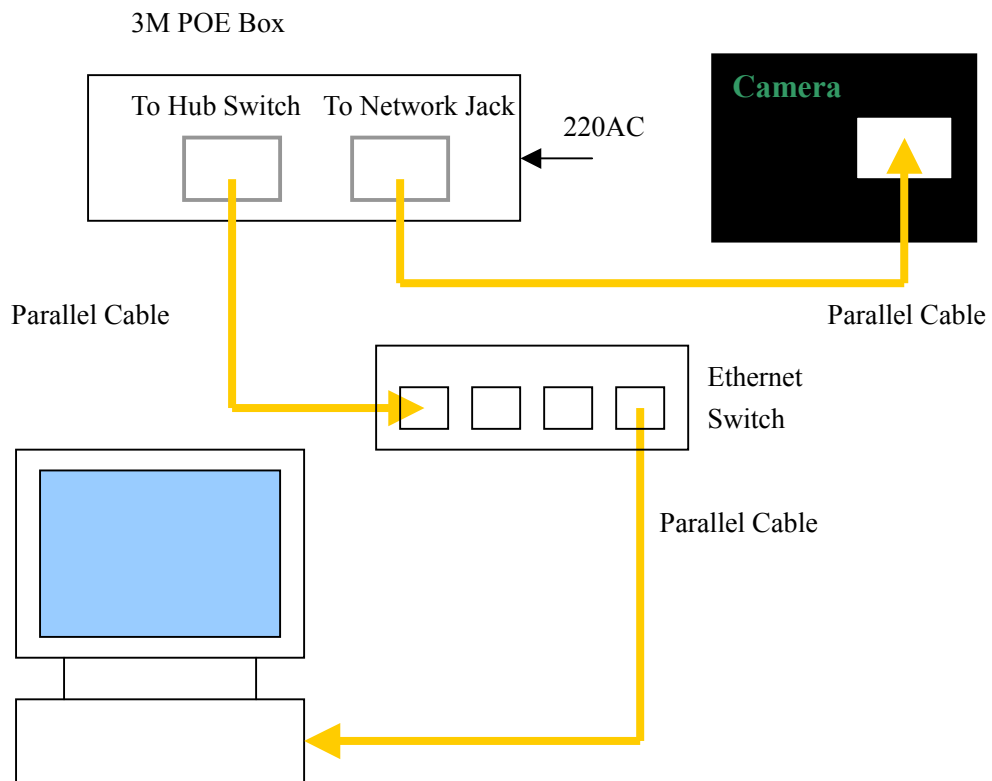 3M POE Box
To Hub Switch
To Network Jack
220AC
Camera
Parallel Cable
Parallel Cable
Ethernet
Switch
Parallel Cable